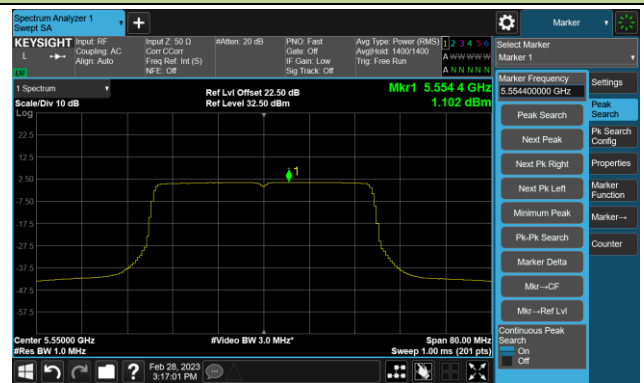 Spectrum Analyzer 1
Swept SA
+
Marker
KEYSIGHT
L
LU
Input: RF
Coupling: AC
Align: Auto
Input Z: 50 Ω
Corr CCorr
Freq Ref: Int (S)
NFE: Off
#Atten: 20 dB
PNO: Fast
Gate: Off
IF Gain: Low
Sig Track: Off
Avg Type: Power (RMS)
Avg|Hold: 1400/1400
Trig: Free Run
1 2 3 4 5 6
A W W W W W
A N N N N N
Select Marker
Marker 1
1 Spectrum
Scale/Div 10 dB
Log
Ref Lvl Offset 22.50 dB
Ref Level 32.50 dBm
Mkr1 5.554 4 GHz
1.102 dBm
22.5
12.5
2.50
-7.50
-17.5
-27.5
-37.5
-47.5
-57.5
1
Center 5.55000 GHz
#Res BW 1.0 MHz
#Video BW 3.0 MHz*
Span 80.00 MHz
Sweep 1.00 ms (201 pts)
Marker Frequency
5.554400000 GHz
Peak Search
Next Peak
Next Pk Right
Next Pk Left
Minimum Peak
Pk-Pk Search
Marker Delta
Mkr→CF
Mkr→Ref Lvl
Continuous Peak
Search
On
Off
Settings
Peak
Search
Pk Search
Config
Properties
Marker
Function
Marker→
Counter
?
Feb 28, 2023
3:17:01 PM